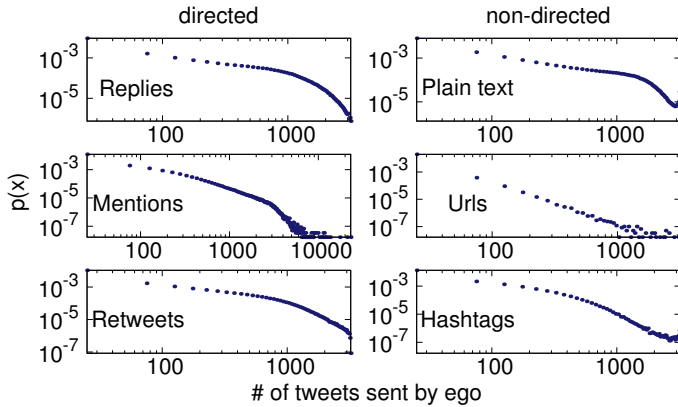 directed non-directed
10^-3
10^-5
Replies
100 1000
10^-3
10^-5
Plain text
100 1000
p(x)
10^-3
10^-5
10^-7
Mentions
100 1000 10000
10^-3
10^-5
10^-7
Urls
100 1000
10^-3
10^-5
10^-7
Retweets
100 1000
10^-3
10^-5
10^-7
Hashtags
100 1000
# of tweets sent by ego